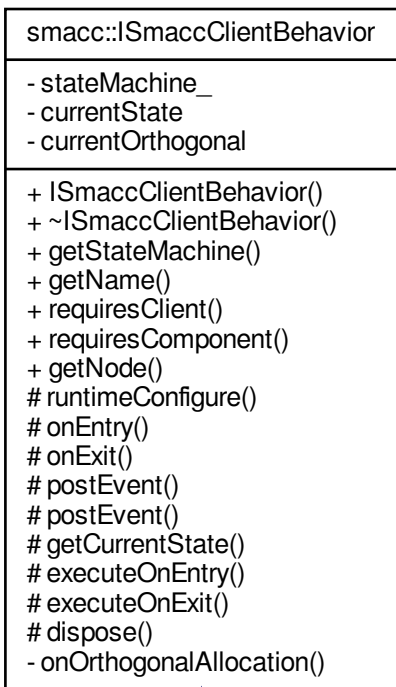 smacc::ISmaccClientBehavior
- stateMachine_
- currentState
- currentOrthogonal
+ ISmaccClientBehavior()
+ ~ISmaccClientBehavior()
+ getStateMachine()
+ getName()
+ requiresClient()
+ requiresComponent()
+ getNode()
# runtimeConfigure()
# onEntry()
# onExit()
# postEvent()
# postEvent()
# getCurrentState()
# executeOnEntry()
# executeOnExit()
# dispose()
- onOrthogonalAllocation()